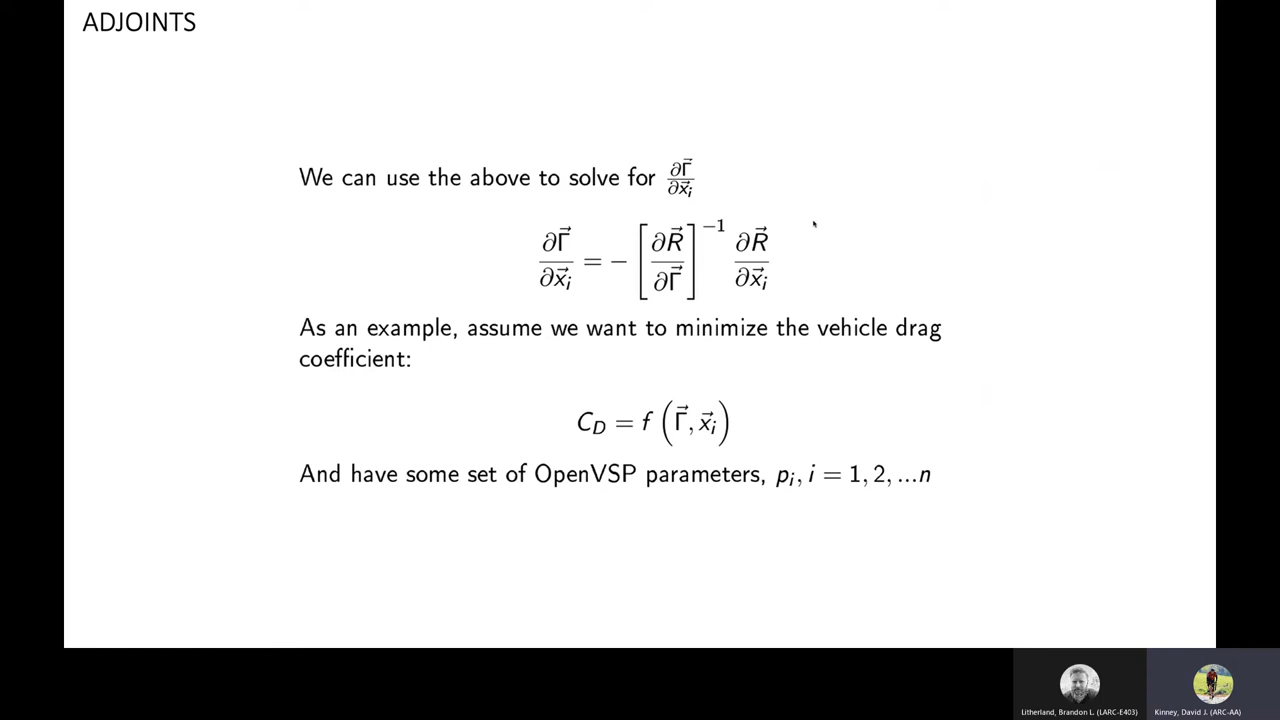 ADJOINTS
We can use the above to solve for ∂Γ⃗/∂x⃗ᵢ
∂Γ⃗/∂x⃗ᵢ = −[∂R⃗/∂Γ⃗]⁻¹ ∂R⃗/∂x⃗ᵢ
As an example, assume we want to minimize the vehicle drag
coefficient:
C_D = f(Γ⃗, x⃗ᵢ)
And have some set of OpenVSP parameters, pᵢ, i = 1, 2, ...n
Litherland, Brandon L. (LARC-E403)
Kinney, David J. (ARC-AA)